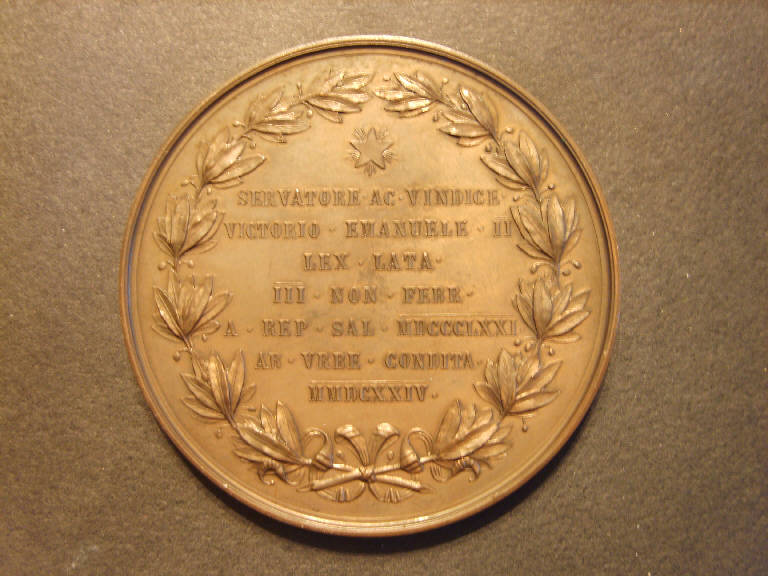 SERVATORE · AC · VINDICE ·
VICTORIO · EMANUELE · II
LEX · LATA ·
III · NON · FEBR ·
A · REP · SAL · MDCCCLXXI
AB · VRBE · CONDITA ·
MMDCXXIV ·